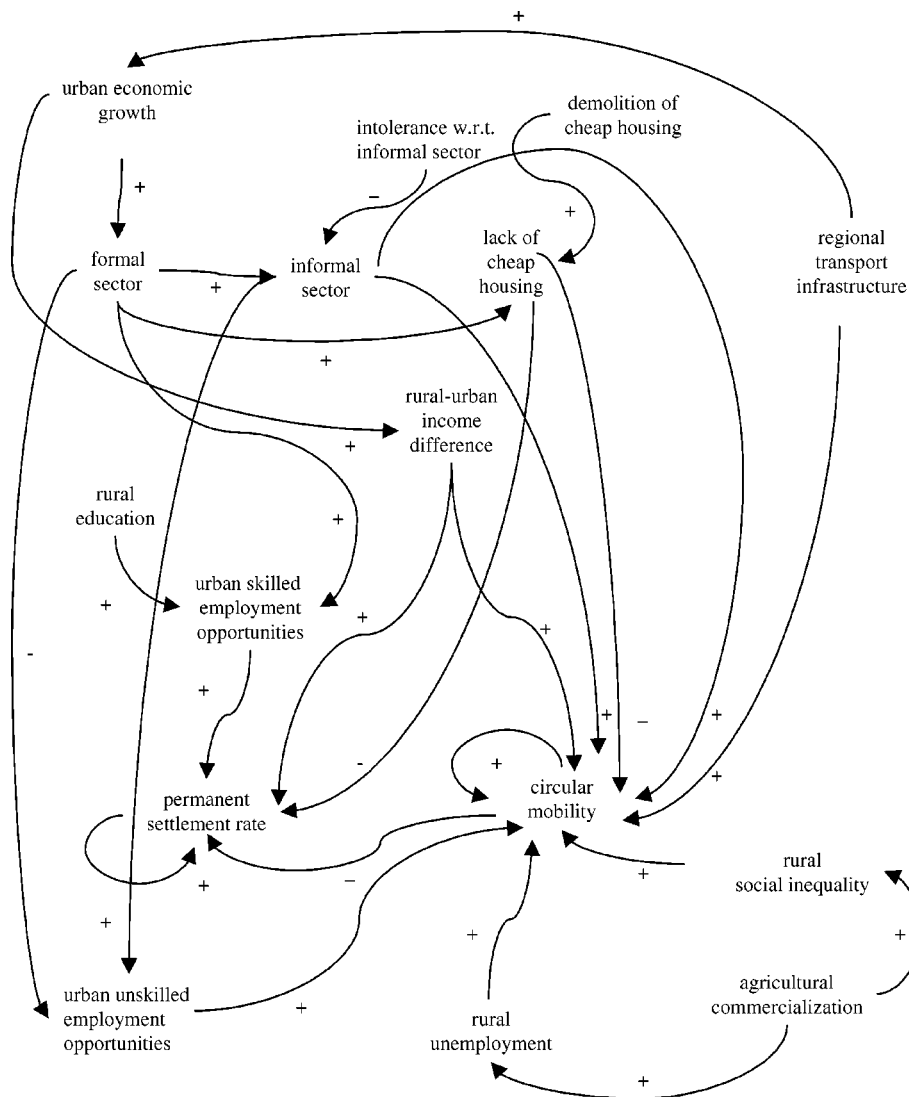 +
urban economic
growth
demolition of
cheap housing
intolerance w.r.t.
informal sector
+
–
+
formal
sector
+
informal
sector
lack of
cheap
housing
regional
transport
infrastructure
+
rural-urban
income
difference
+
rural
education
+
urban skilled
employment
opportunities
+
+
+
-
+
+
–
+
-
+
+
permanent
settlement rate
circular
mobility
+
–
+
rural
social inequality
+
+
+
urban unskilled
employment
opportunities
+
rural
unemployment
agricultural
commercialization
+